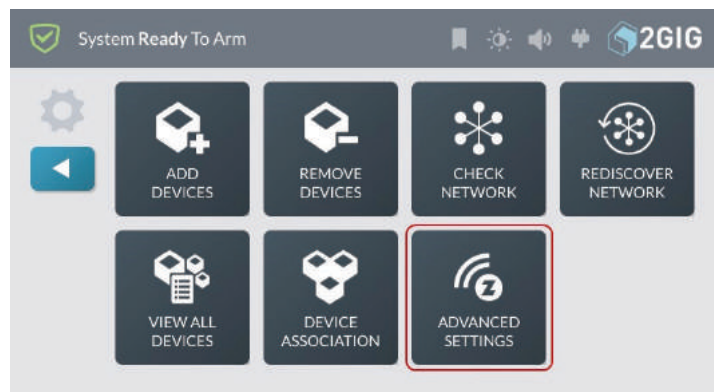 System Ready To Arm
2GIG
ADD
DEVICES
REMOVE
DEVICES
CHECK
NETWORK
REDISCOVER
NETWORK
VIEW ALL
DEVICES
DEVICE
ASSOCIATION
Z
ADVANCED
SETTINGS